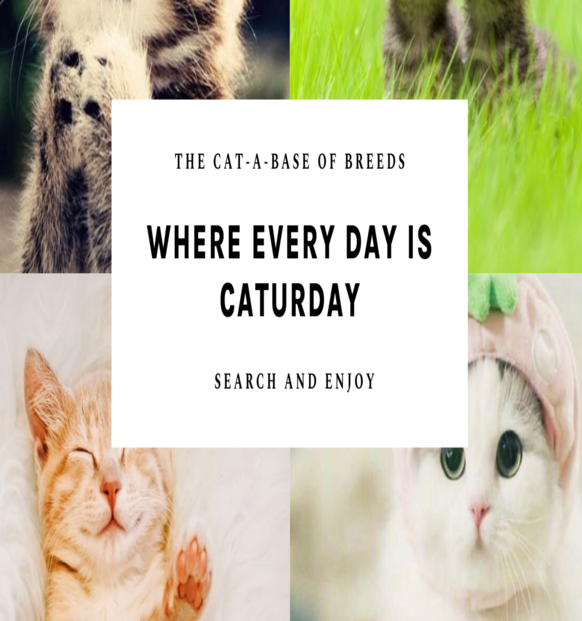 THE CAT-A-BASE OF BREEDS
WHERE EVERY DAY IS
CATURDAY
SEARCH AND ENJOY